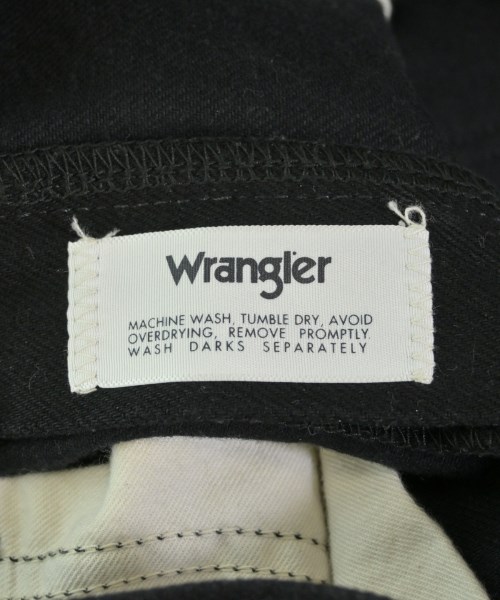 Wrangler
MACHINE WASH, TUMBLE DRY, AVOID
OVERDRYING, REMOVE PROMPTLY.
WASH DARKS SEPARATELY